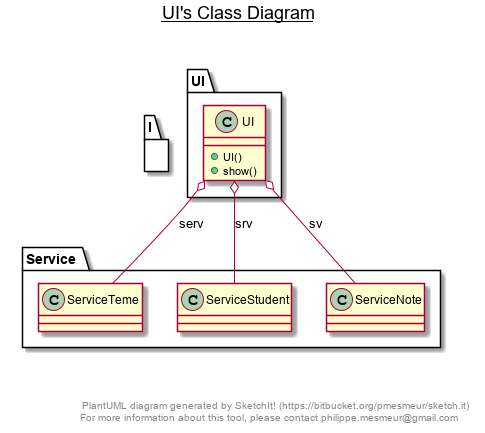 UI's Class Diagram
UI
I
C UI
UI()
show()
serv
srv
sv
Service
C ServiceTeme
C ServiceStudent
C ServiceNote
PlantUML diagram generated by SketchIt! (https://bitbucket.org/pmesmeur/sketch.it)
For more information about this tool, please contact philippe.mesmeur@gmail.com